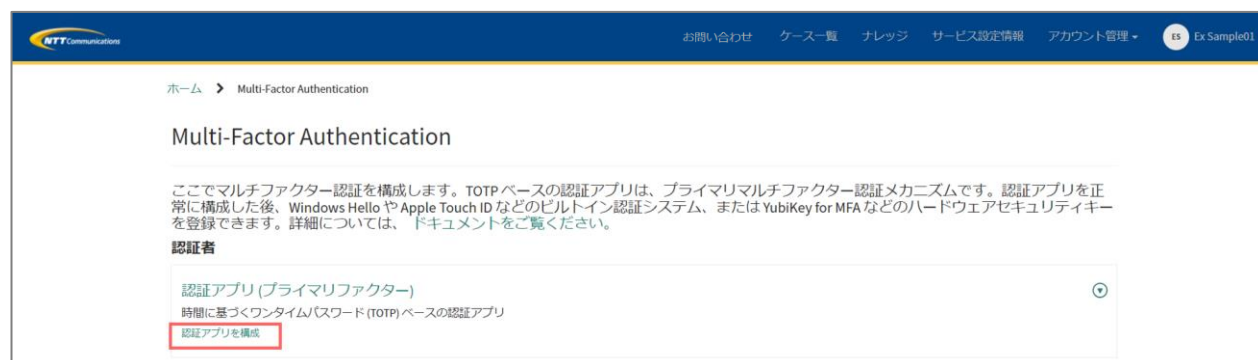 NTT Communications
お問い合わせ ケース一覧 ナレッジ サービス設定情報 アカウント管理 ES Ex Sample01
ホーム > Multi-Factor Authentication
Multi-Factor Authentication
ここでマルチファクター認証を構成します。TOTPベースの認証アプリは、プライマリマルチファクター認証メカニズムです。認証アプリを正
常に構成した後、Windows Hello や Apple Touch ID などのビルトイン認証システム、または YubiKey for MFA などのハードウェアセキュリティキー
を登録できます。詳細については、 ドキュメントをご覧ください。
認証者
認証アプリ (プライマリファクター)
時間に基づくワンタイムパスワード (TOTP) ベースの認証アプリ
認証アプリを構成